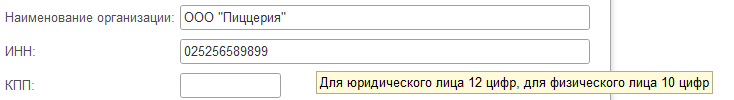 Наименование организации: ООО "Пиццерия"
ИНН: 025256589899
КПП:
Для юридического лица 12 цифр, для физического лица 10 цифр